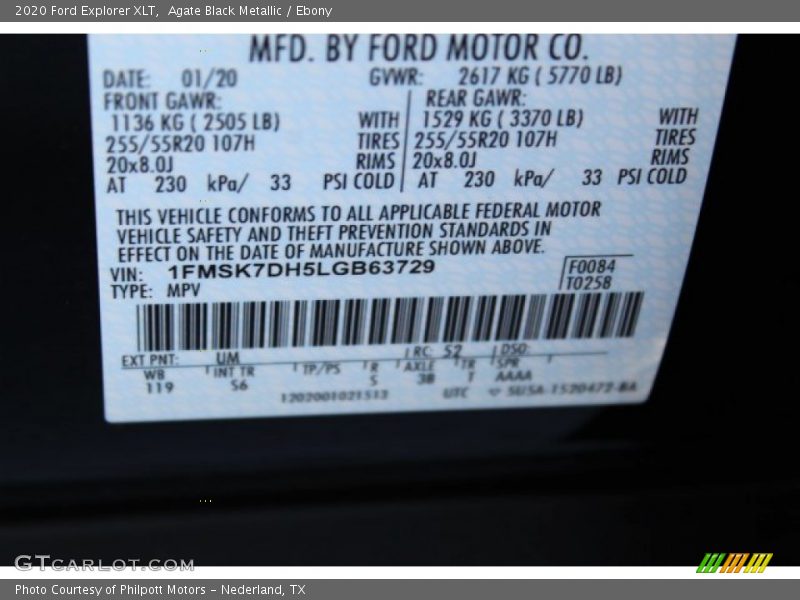 2020 Ford Explorer XLT, Agate Black Metallic / Ebony
MFD. BY FORD MOTOR CO.
DATE: 01/20 GVWR: 2617 KG ( 5770 LB)
FRONT GAWR: REAR GAWR:
1136 KG ( 2505 LB) WITH 1529 KG ( 3370 LB) WITH
255/55R20 107H TIRES 255/55R20 107H TIRES
20x8.0J RIMS 20x8.0J RIMS
AT 230 kPa/ 33 PSI COLD AT 230 kPa/ 33 PSI COLD
THIS VEHICLE CONFORMS TO ALL APPLICABLE FEDERAL MOTOR
VEHICLE SAFETY AND THEFT PREVENTION STANDARDS IN
EFFECT ON THE DATE OF MANUFACTURE SHOWN ABOVE.
VIN: 1FMSK7DH5LGB63729 F0084
TYPE: MPV T0258
EXT PNT: UM RC: 52 DSO:
WB INT TR TP/PS R AXLE TR SPR
119 S6 5 3B T AAAA
1202001021513 UTC
GTCARLOT.COM
Photo Courtesy of Philpott Motors - Nederland, TX